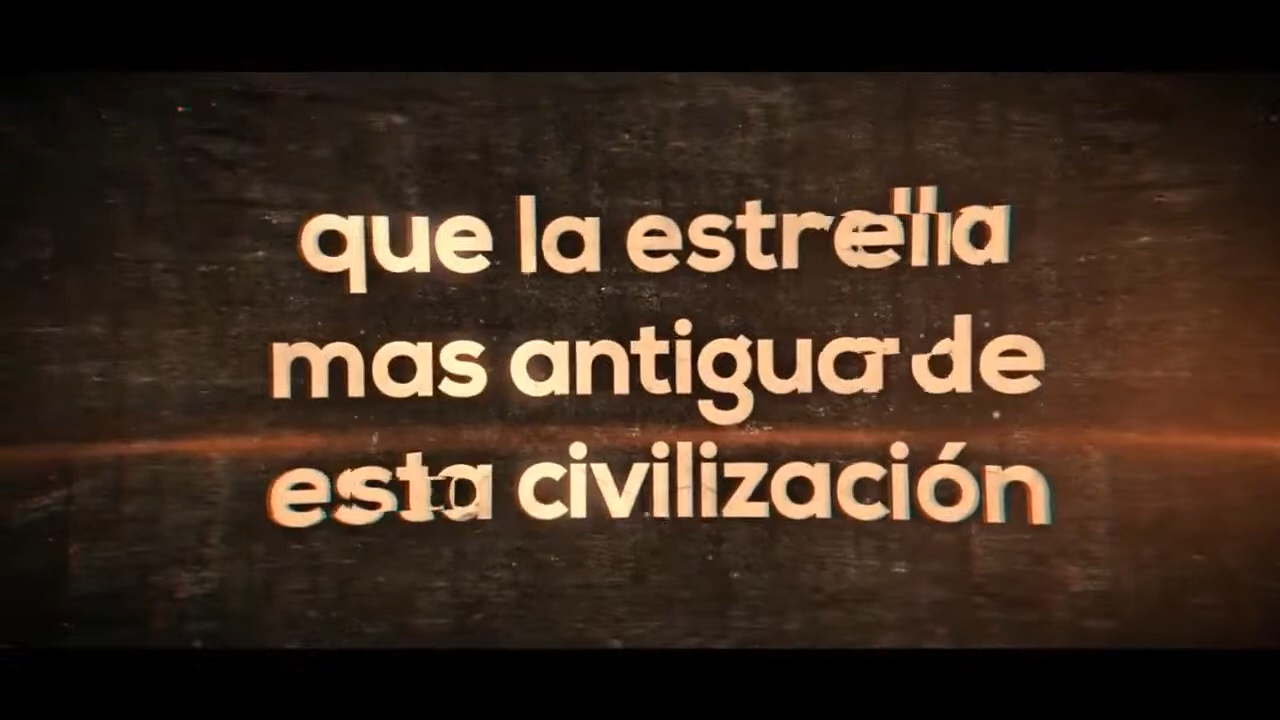 que la estrella
mas antigua de
esta civilización